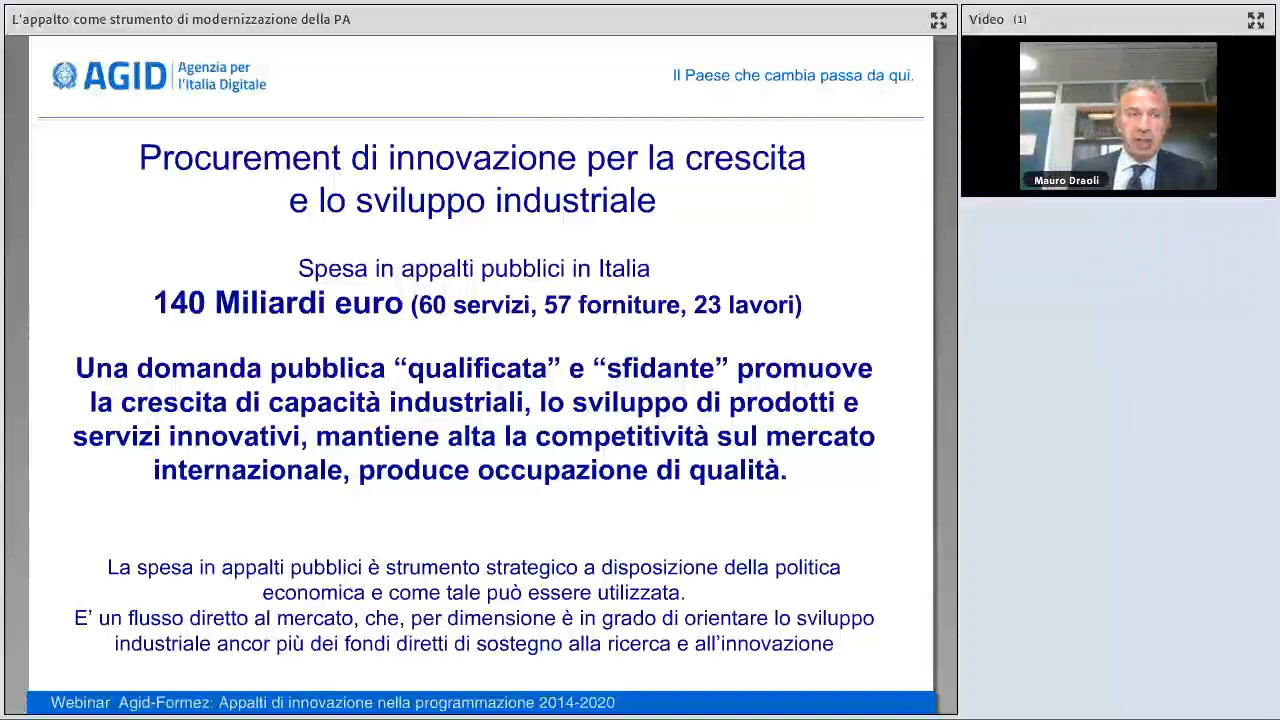 L'appalto come strumento di modernizzazione della PA
Video (1)
AGID Agenzia per
l'Italia Digitale
Il Paese che cambia passa da qui.
Mauro Draoli
Procurement di innovazione per la crescita
e lo sviluppo industriale
Spesa in appalti pubblici in Italia
140 Miliardi euro (60 servizi, 57 forniture, 23 lavori)
Una domanda pubblica “qualificata” e “sfidante” promuove
la crescita di capacità industriali, lo sviluppo di prodotti e
servizi innovativi, mantiene alta la competitività sul mercato
internazionale, produce occupazione di qualità.
La spesa in appalti pubblici è strumento strategico a disposizione della politica
economica e come tale può essere utilizzata.
E’ un flusso diretto al mercato, che, per dimensione è in grado di orientare lo sviluppo
industriale ancor più dei fondi diretti di sostegno alla ricerca e all’innovazione
Webinar Agid-Formez: Appalti di innovazione nella programmazione 2014-2020